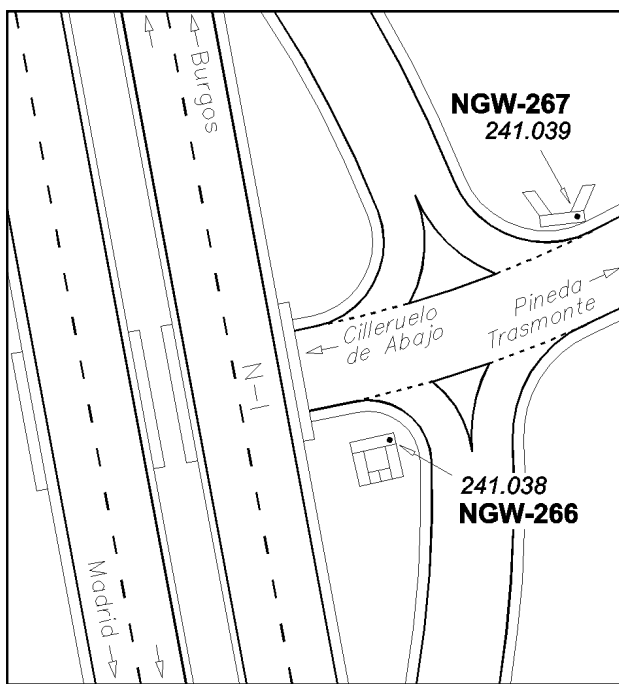 Burgos
NGW-267
241.039
Pineda
Trasmonte
Cilleruelo
de Abajo
N-I
241.038
NGW-266
Madrid